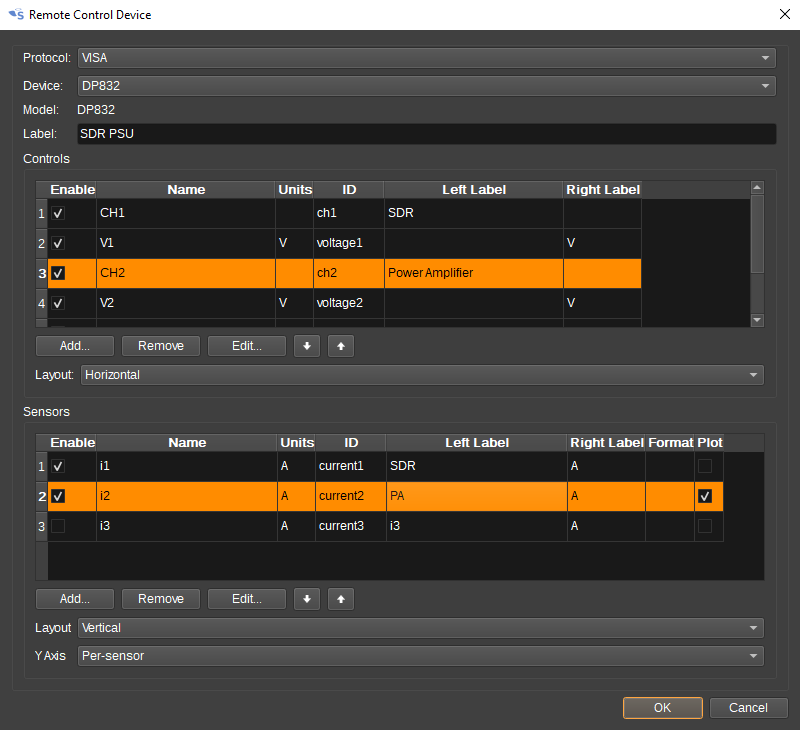 Remote Control Device
Protocol: VISA
Device: DP832
Model: DP832
Label: SDR PSU
Controls
Enable Name Units ID Left Label Right Label
1 CH1 ch1 SDR
2 V1 V voltage1 V
3 CH2 ch2 Power Amplifier
4 V2 V voltage2 V
Add... Remove Edit...
Layout: Horizontal
Sensors
Enable Name Units ID Left Label Right Label Format Plot
1 i1 A current1 SDR A
2 i2 A current2 PA A
3 i3 A current3 i3 A
Add... Remove Edit...
Layout Vertical
Y Axis Per-sensor
OK Cancel